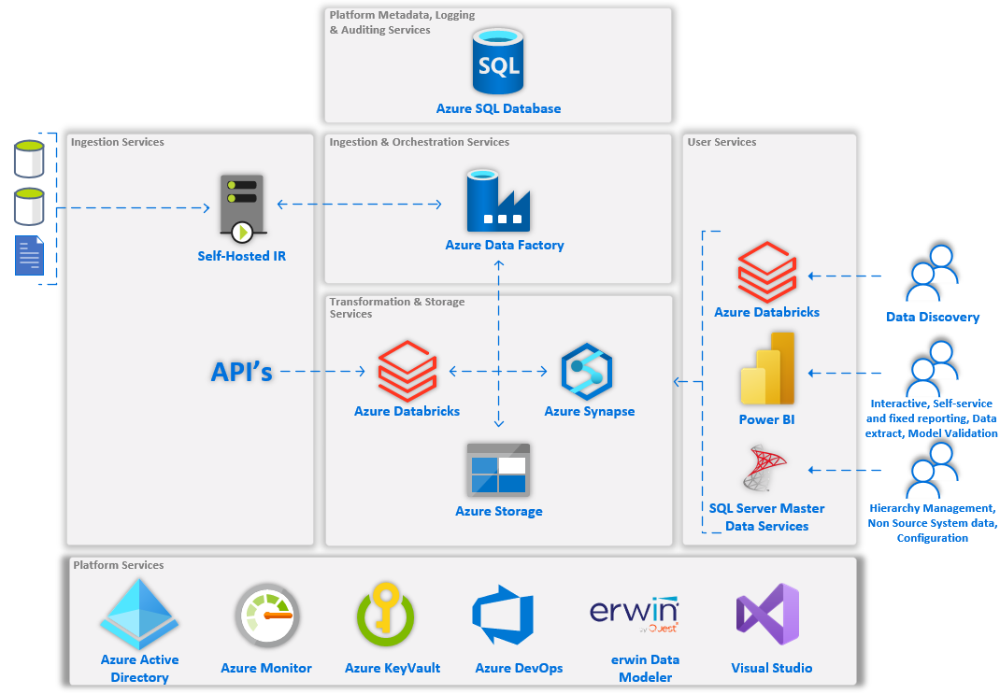 Platform Metadata, Logging
& Auditing Services
SQL
Azure SQL Database
Ingestion Services
Self-Hosted IR
API's
Ingestion & Orchestration Services
Azure Data Factory
Transformation & Storage
Services
Azure Databricks
Azure Synapse
Azure Storage
User Services
Azure Databricks
Power BI
SQL Server Master
Data Services
Data Discovery
Interactive, Self-service
and fixed reporting, Data
extract, Model Validation
Hierarchy Management,
Non Source System data,
Configuration
Platform Services
Azure Active
Directory
Azure Monitor
Azure KeyVault
Azure DevOps
erwin
by Quest
erwin Data
Modeler
Visual Studio